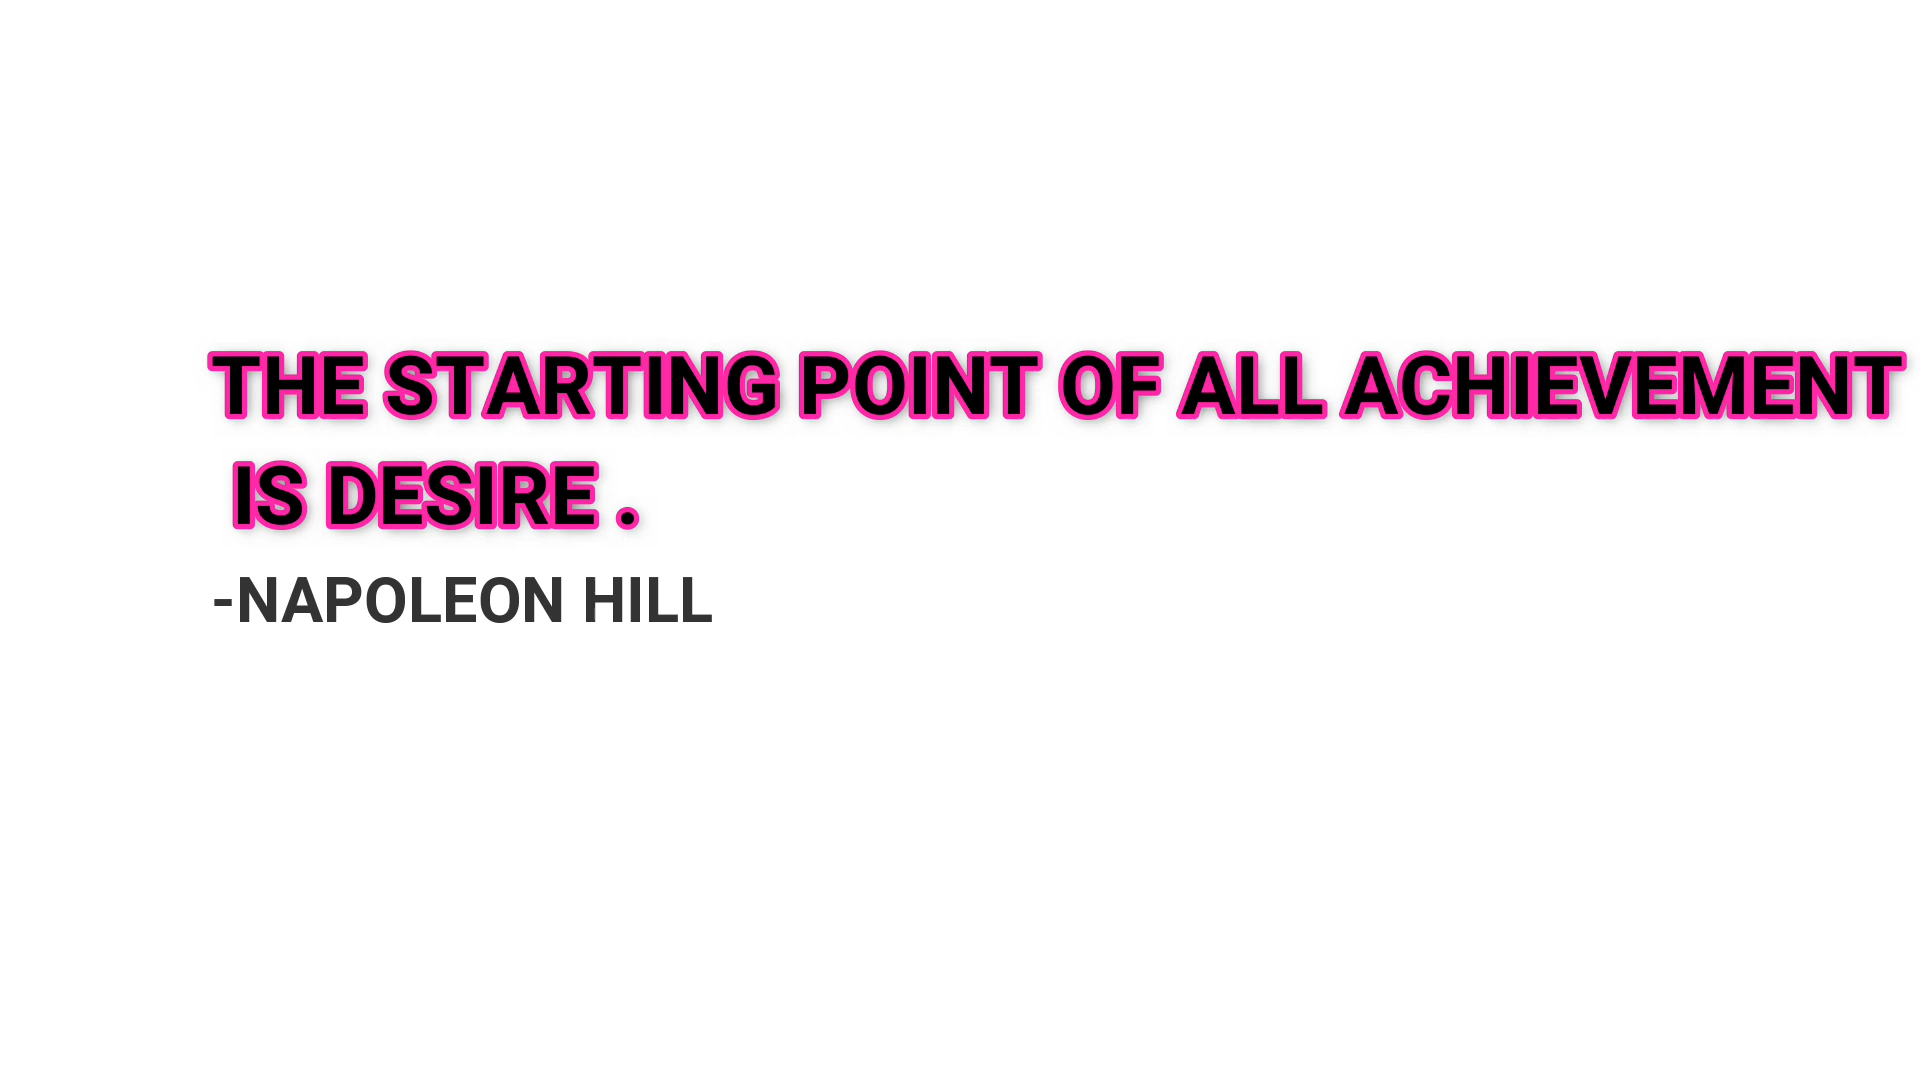 THE STARTING POINT OF ALL ACHIEVEMENT
IS DESIRE .
-NAPOLEON HILL